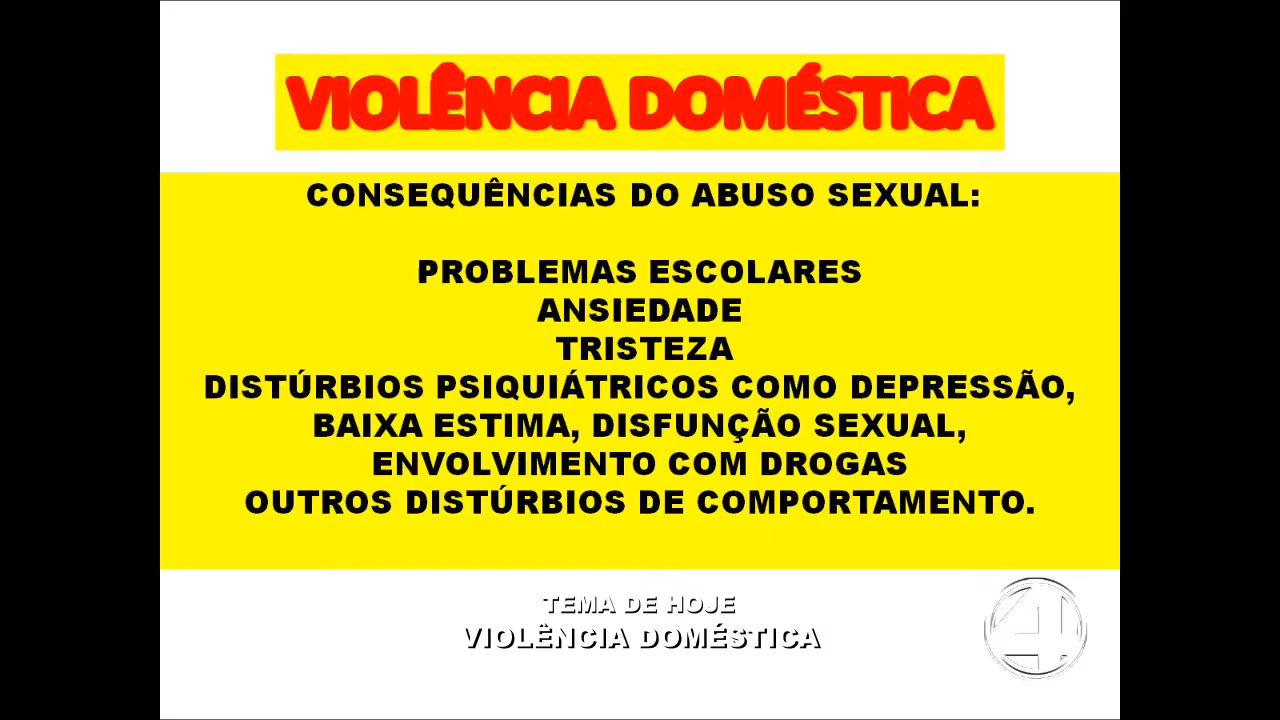 VIOLÊNCIA DOMÉSTICA
CONSEQUÊNCIAS DO ABUSO SEXUAL:
PROBLEMAS ESCOLARES
ANSIEDADE
TRISTEZA
DISTÚRBIOS PSIQUIÁTRICOS COMO DEPRESSÃO,
BAIXA ESTIMA, DISFUNÇÃO SEXUAL,
ENVOLVIMENTO COM DROGAS
OUTROS DISTÚRBIOS DE COMPORTAMENTO.
TEMA DE HOJE
VIOLÊNCIA DOMÉSTICA
4